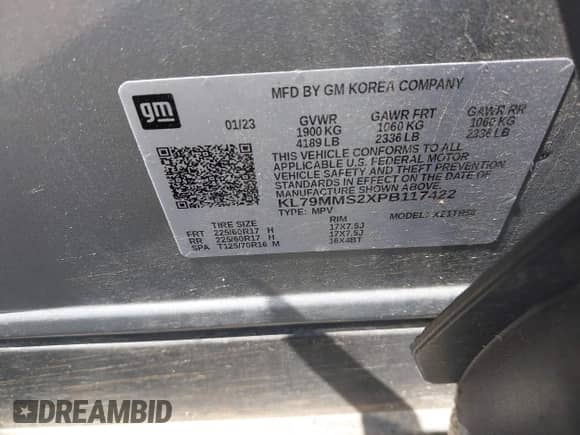 MFD BY GM KOREA COMPANY
gm
01/23 GVWR GAWR FRT GAWR RR
1900 KG 1060 KG 1060 KG
4189 LB 2336 LB 2336 LB
THIS VEHICLE CONFORMS TO ALL
APPLICABLE U.S. FEDERAL MOTOR
VEHICLE SAFETY AND THEFT PREVENTION
STANDARDS IN EFFECT ON THE DATE OF
MANUFACTURE SHOWN ABOVE.
KL79MMS2XPB117422
TYPE: MPV MODEL:
TIRE SIZE RIM
FRT 225/60R17 H 17X7.5J
RR 225/60R17 H 17X7.5J
SPA T125/70R16 M 16X4BT
DREAMBID